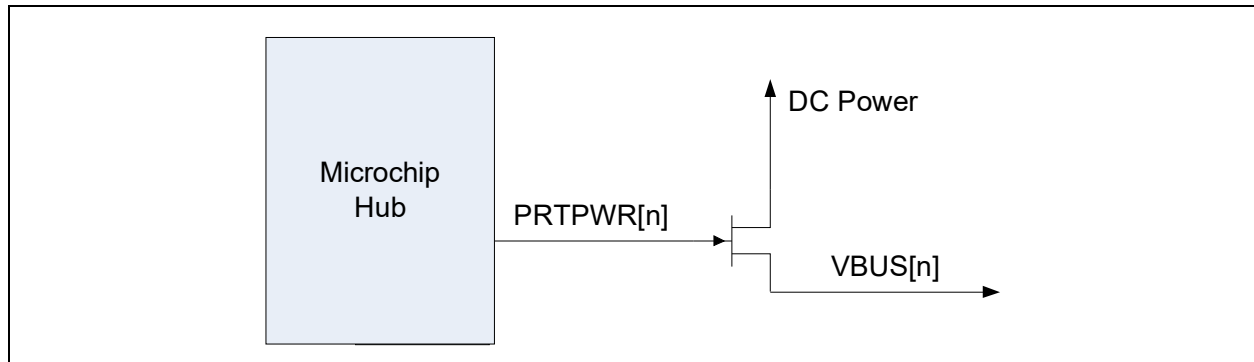 DC Power
Microchip
Hub
PRTPWR[n]
VBUS[n]